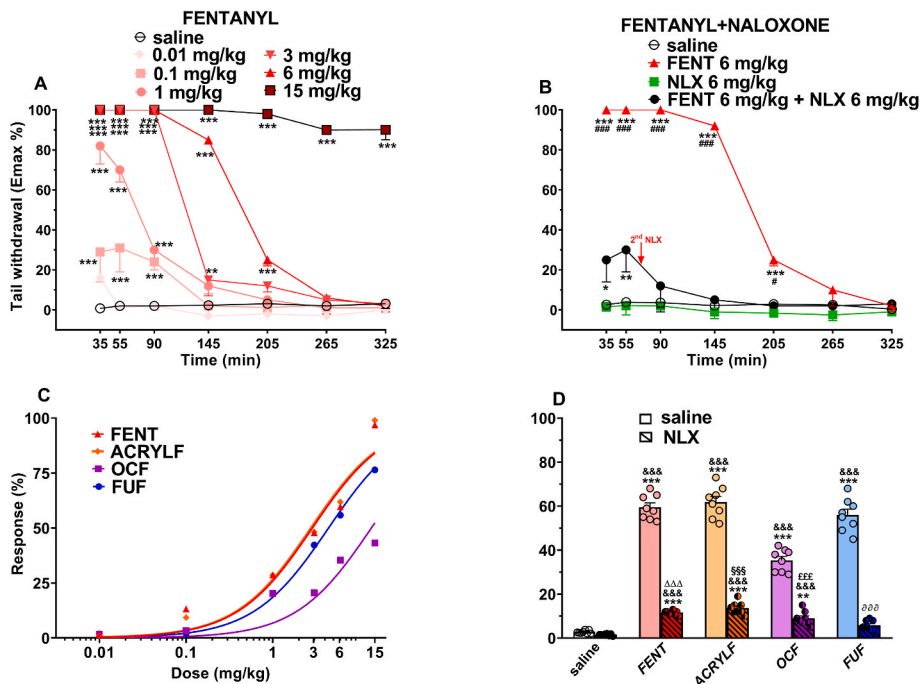 FENTANYL
saline
0.01 mg/kg
0.1 mg/kg
1 mg/kg
3 mg/kg
6 mg/kg
15 mg/kg
A
Tail withdrawal (Emax %)
100
80
60
40
20
0
*** *** *** *** *** ***
*** *** ***
*** *** ***
***
***
***
***
***
***
***
**
***
35 55 90 145 205 265 325
Time (min)
FENTANYL+NALOXONE
saline
FENT 6 mg/kg
NLX 6 mg/kg
FENT 6 mg/kg + NLX 6 mg/kg
B
100
80
60
40
20
0
*** *** *** ***
### ### ### ###
2nd NLX
***
#
*
**
35 55 90 145 205 265 325
Time (min)
C
FENT
ACRYLF
OCF
FUF
Response (%)
100
75
50
25
0
0.01 0.1 1 3 6 15
Dose (mg/kg)
D
saline
NLX
100
80
60
40
20
0
&&&
***
ΔΔΔ
&&&
***
&&&
***
§§§
&&&
***
&&&
***
£££
&&&
**
&&&
***
∂∂∂
saline FENT ACRYLF OCF FUF